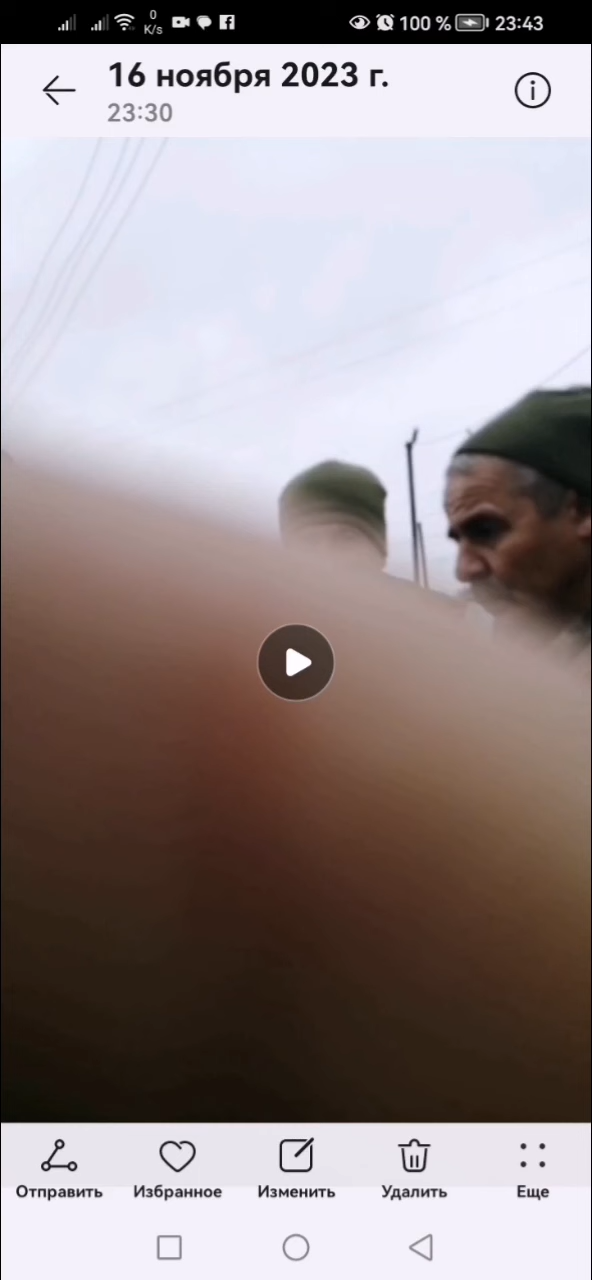 0
K/s
100 %
23:43
16 ноября 2023 г.
23:30
Отправить
Избранное
Изменить
Удалить
Еще